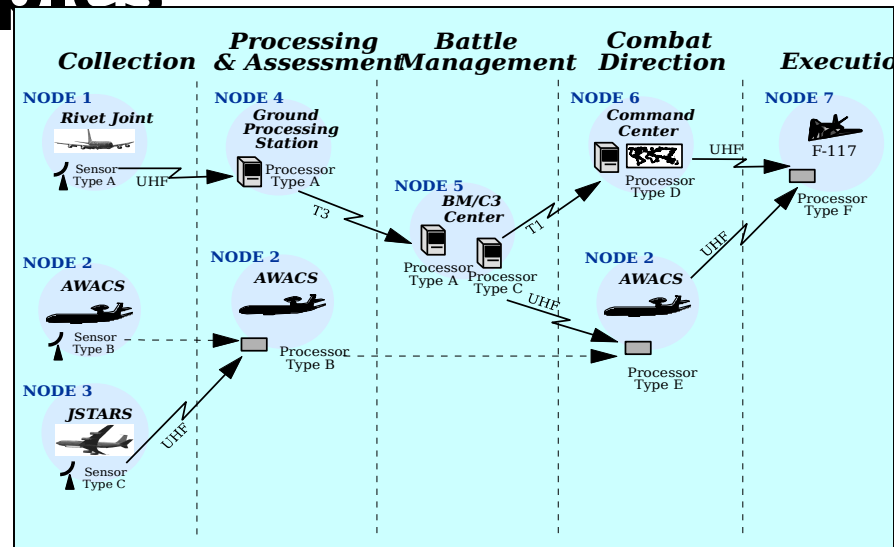 Collection
Processing
& Assessment
Battle
Management
Combat
Direction
Executio
NODE 1
Rivet Joint
Sensor
Type A
UHF
NODE 4
Ground
Processing
Station
Processor
Type A
T3
NODE 5
BM/C3
Center
Processor
Type A
Processor
Type C
T1
UHF
NODE 6
Command
Center
Processor
Type D
UHF
NODE 7
F-117
Processor
Type F
UHF
NODE 2
AWACS
Sensor
Type B
NODE 2
AWACS
Processor
Type B
NODE 2
AWACS
Processor
Type E
NODE 3
JSTARS
Sensor
Type C
UHF